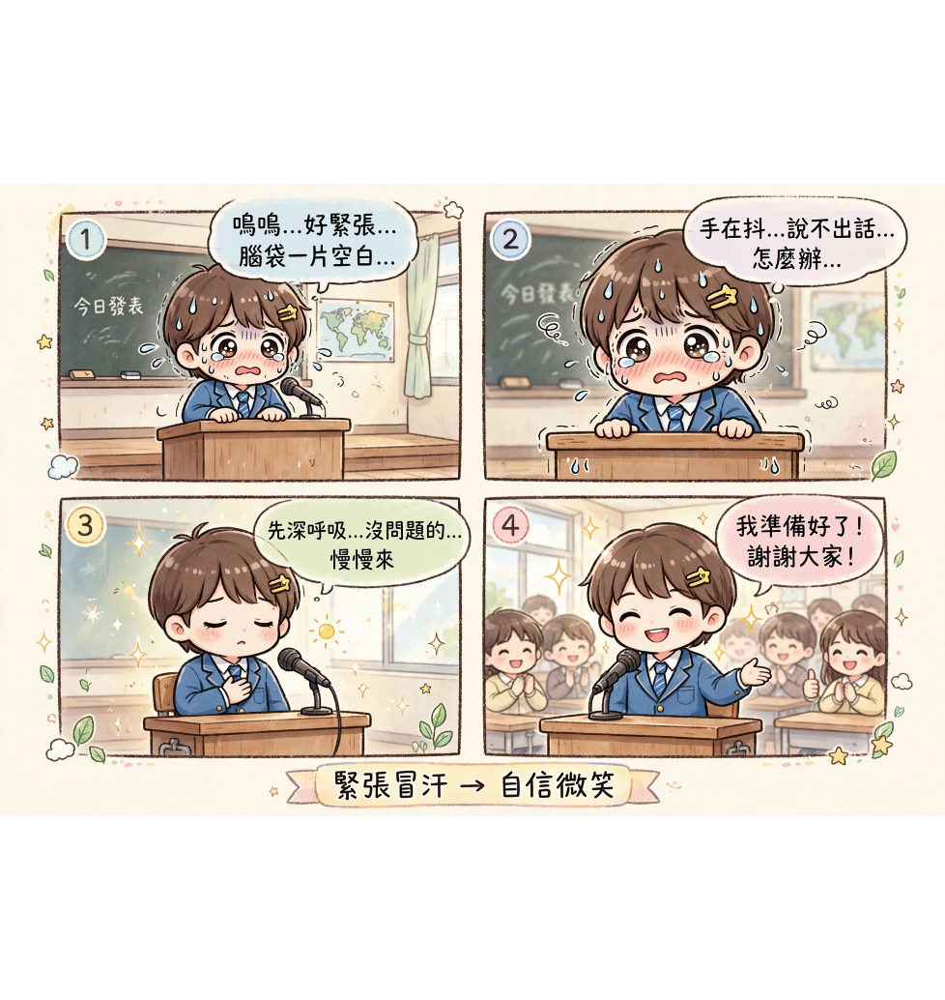 1
嗚嗚...好緊張...
腦袋一片空白...
今日發表
2
手在抖...說不出話...
怎麼辦...
今日發表
3
先深呼吸...沒問題的...
慢慢來
4
我準備好了!
謝謝大家!
緊張冒汗 → 自信微笑